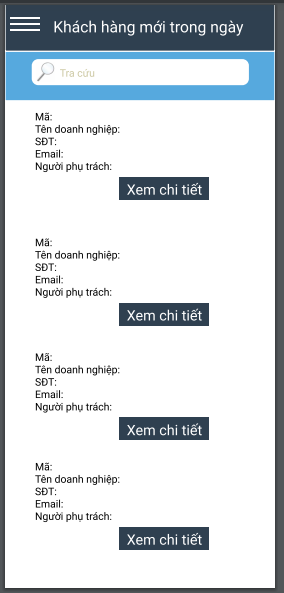 Khách hàng mới trong ngày
Tra cứu
Mã:
Tên doanh nghiệp:
SĐT:
Email:
Người phụ trách:
Xem chi tiết
Mã:
Tên doanh nghiệp:
SĐT:
Email:
Người phụ trách:
Xem chi tiết
Mã:
Tên doanh nghiệp:
SĐT:
Email:
Người phụ trách:
Xem chi tiết
Mã:
Tên doanh nghiệp:
SĐT:
Email:
Người phụ trách:
Xem chi tiết